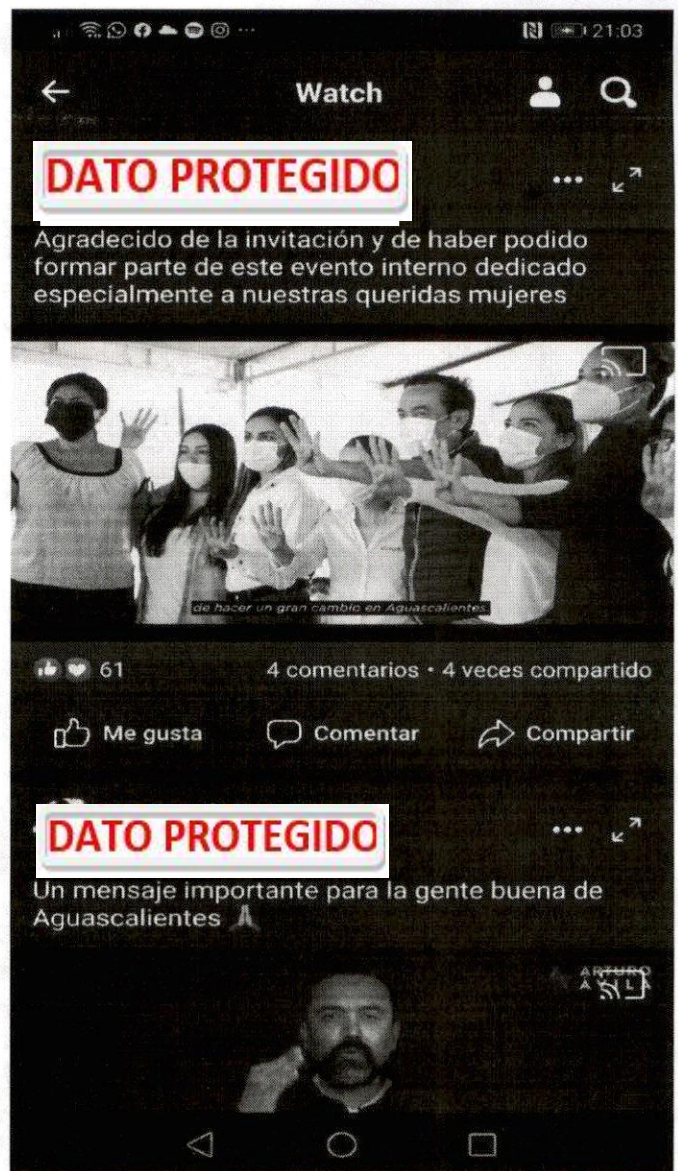 21:03
Watch
DATO PROTEGIDO
Agradecido de la invitación y de haber podido
formar parte de este evento interno dedicado
especialmente a nuestras queridas mujeres
de hacer un gran cambio en Aguascalientes.
61
4 comentarios • 4 veces compartido
Me gusta
Comentar
Compartir
DATO PROTEGIDO
Un mensaje importante para la gente buena de
Aguascalientes 🙏
ARTURO
ÁVILA